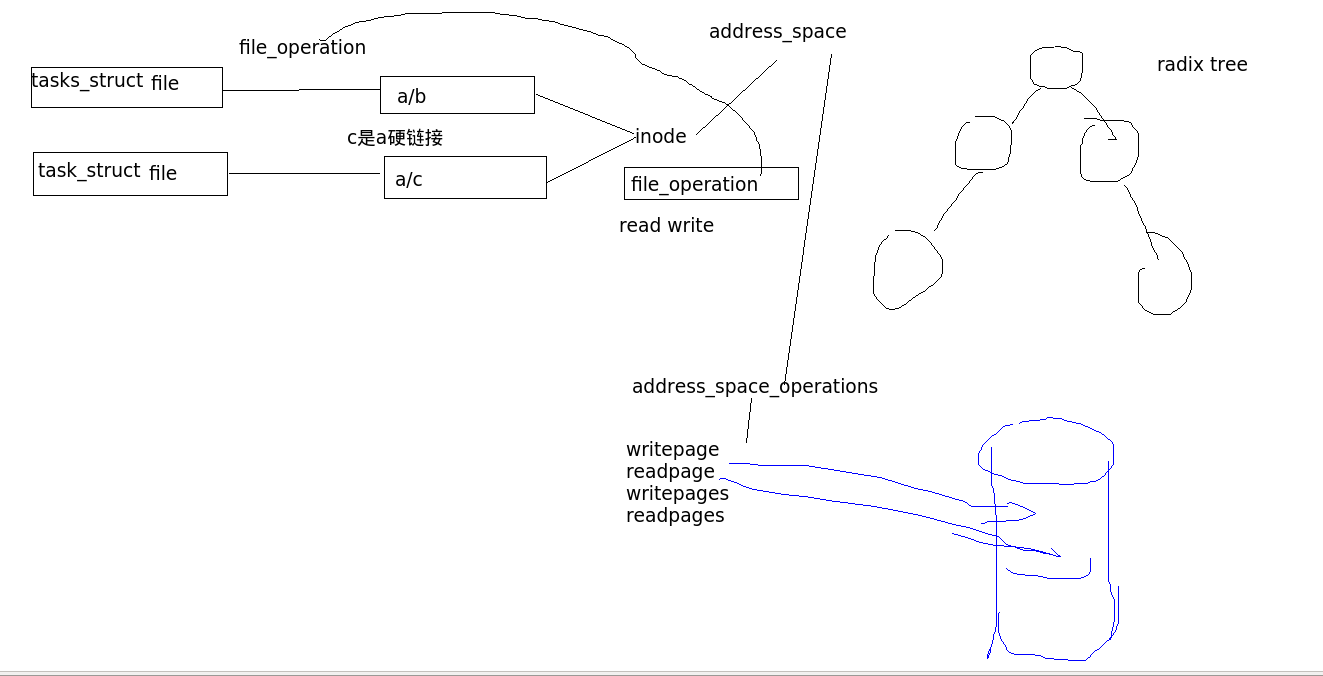 address_space
file_operation
radix tree
tasks_struct file
a/b
c是a硬链接
inode
task_struct file
a/c
file_operation
read write
address_space_operations
writepage
readpage
writepages
readpages